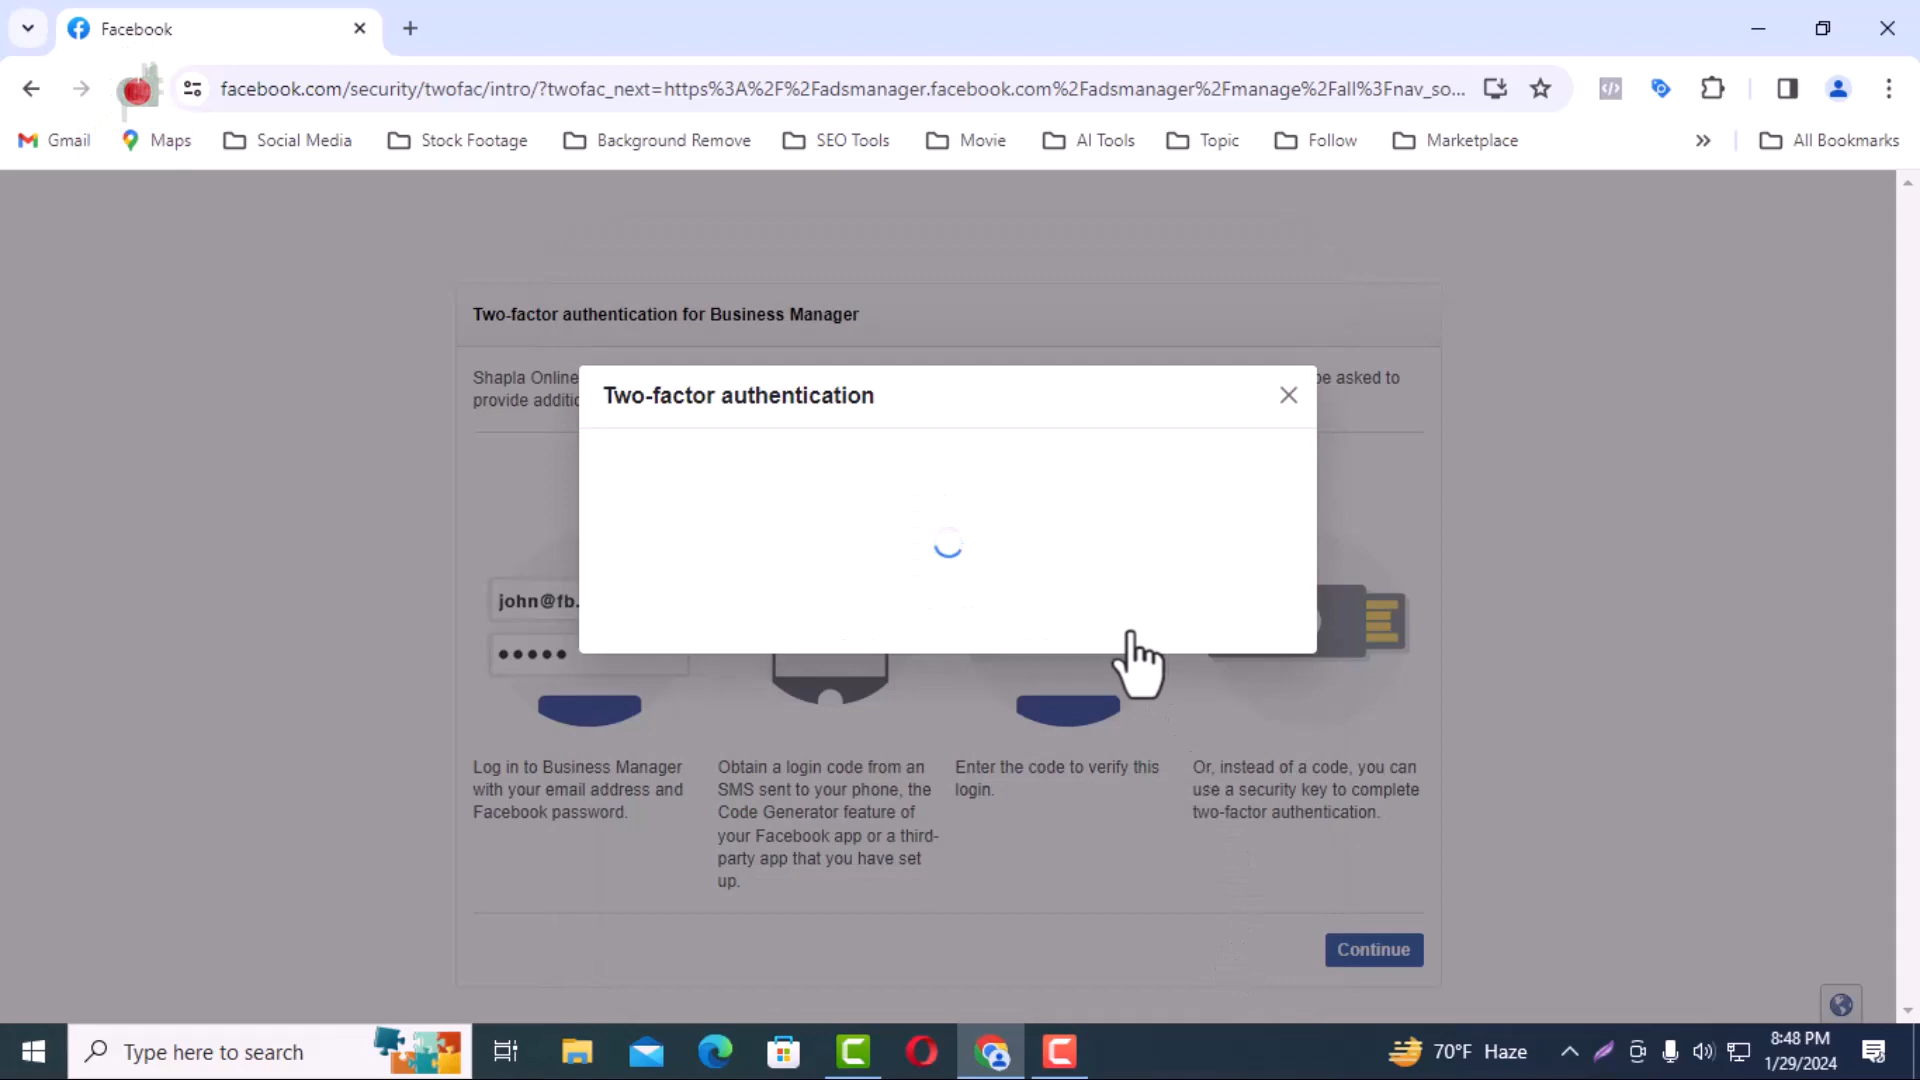 Facebook
facebook.com/security/twofac/intro/?twofac_next=https%3A%2F%2Fadsmanager.facebook.com%2Fadsmanager%2Fmanage%2Fall%3Fnav_so...
Gmail Maps Social Media Stock Footage Background Remove SEO Tools Movie AI Tools Topic Follow Marketplace » All Bookmarks
Two-factor authentication for Business Manager
Shapla Online be asked to
provide additic
Two-factor authentication
john@fb.
Log in to Business Manager
with your email address and
Facebook password.
Obtain a login code from an
SMS sent to your phone, the
Code Generator feature of
your Facebook app or a third-
party app that you have set
up.
Enter the code to verify this
login.
Or, instead of a code, you can
use a security key to complete
two-factor authentication.
Continue
Type here to search
70°F Haze
8:48 PM
1/29/2024